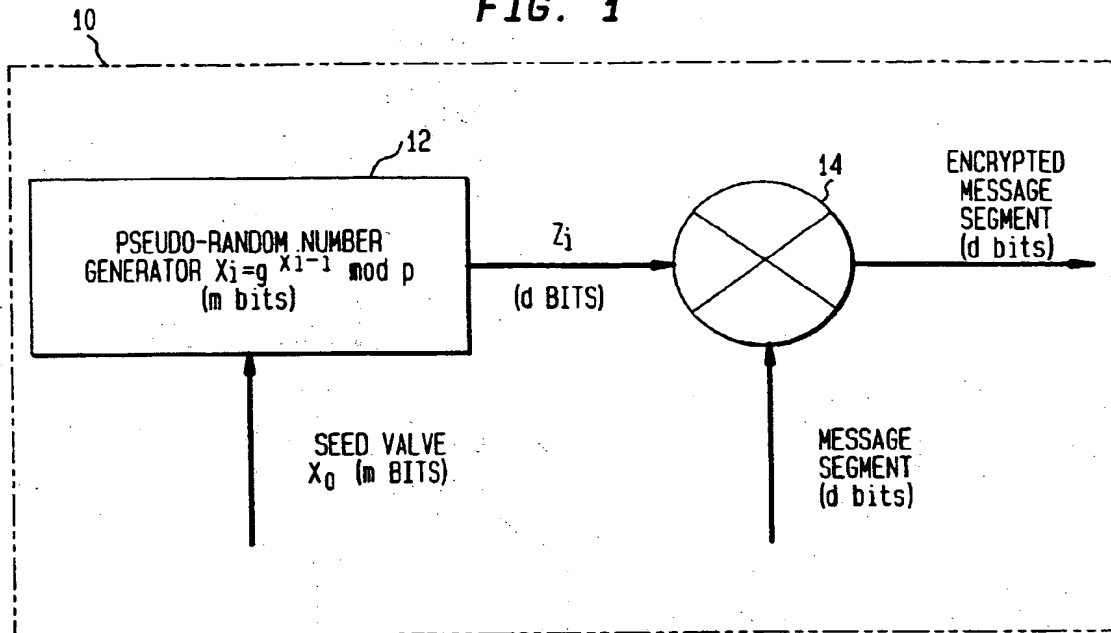 FIG. 1
10
12
PSEUDO-RANDOM NUMBER
GENERATOR Xi=g^Xi-1 mod p
(m bits)
Zi
(d BITS)
14
ENCRYPTED
MESSAGE
SEGMENT
(d bits)
SEED VALVE
X0 (m BITS)
MESSAGE
SEGMENT
(d bits)